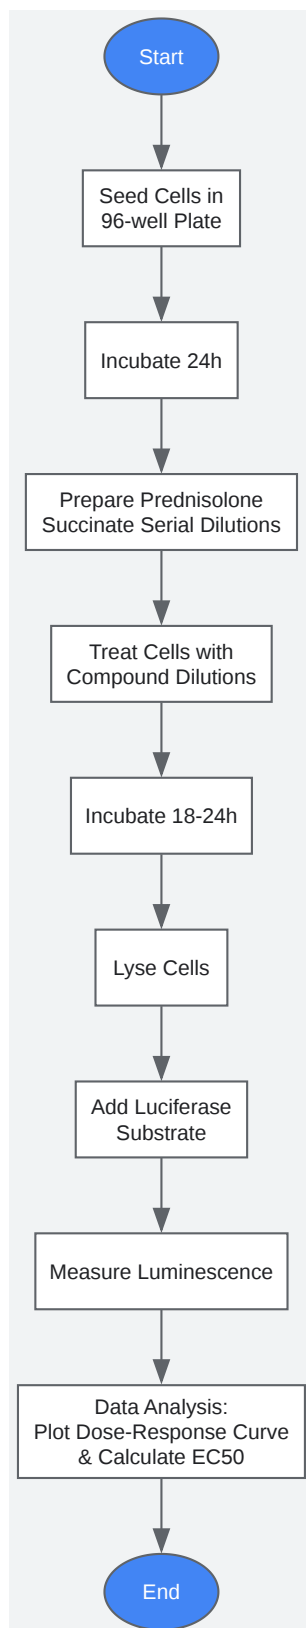 Start
Seed Cells in
96-well Plate
Incubate 24h
Prepare Prednisolone
Succinate Serial Dilutions
Treat Cells with
Compound Dilutions
Incubate 18-24h
Lyse Cells
Add Luciferase
Substrate
Measure Luminescence
Data Analysis:
Plot Dose-Response Curve
& Calculate EC50
End